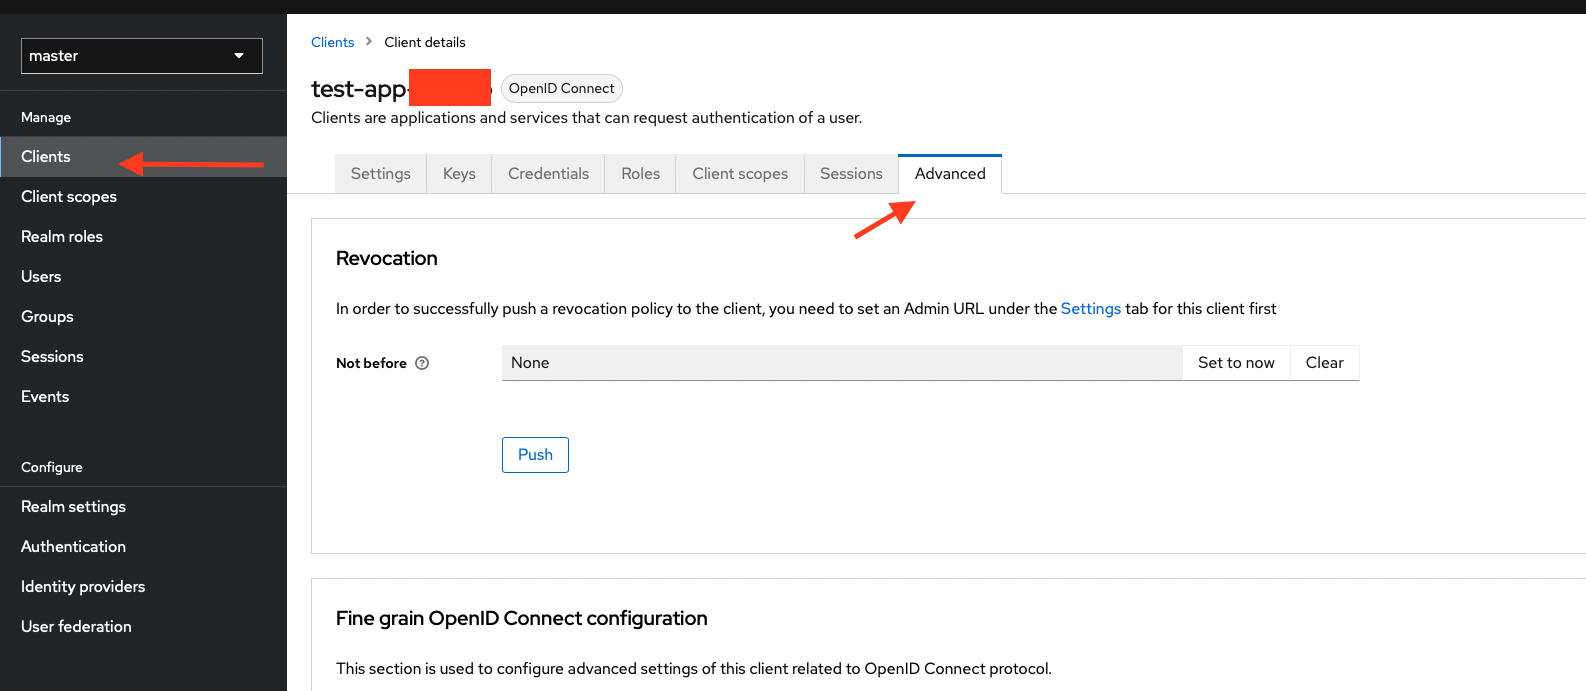 master
Manage
Clients
Client scopes
Realm roles
Users
Groups
Sessions
Events
Configure
Realm settings
Authentication
Identity providers
User federation
Clients > Client details
test-app- OpenID Connect
Clients are applications and services that can request authentication of a user.
Settings Keys Credentials Roles Client scopes Sessions Advanced
Revocation
In order to successfully push a revocation policy to the client, you need to set an Admin URL under the Settings tab for this client first
Not before ? None Set to now Clear
Push
Fine grain OpenID Connect configuration
This section is used to configure advanced settings of this client related to OpenID Connect protocol.